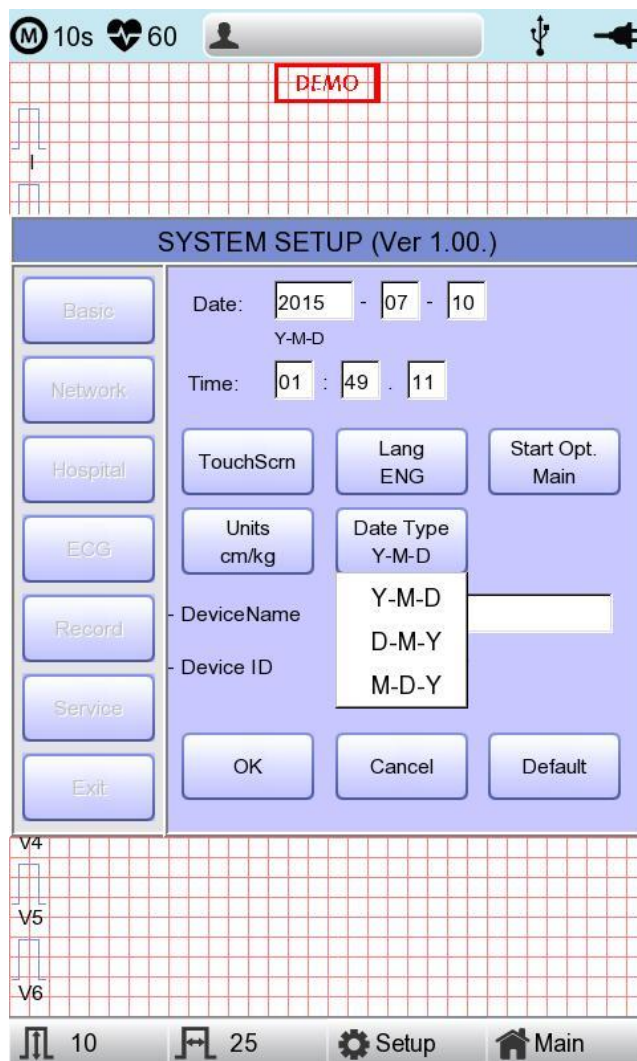 M 10s 60
DEMO
I
SYSTEM SETUP (Ver 1.00.)
Basic
Network
Hospital
ECG
Record
Service
Exit
Date: 2015 - 07 - 10
Y-M-D
Time: 01 : 49 . 11
TouchScrn
Lang
ENG
Start Opt.
Main
Units
cm/kg
Date Type
Y-M-D
Y-M-D
D-M-Y
M-D-Y
- DeviceName
- Device ID
OK Cancel Default
V4
V5
V6
10 25 Setup Main